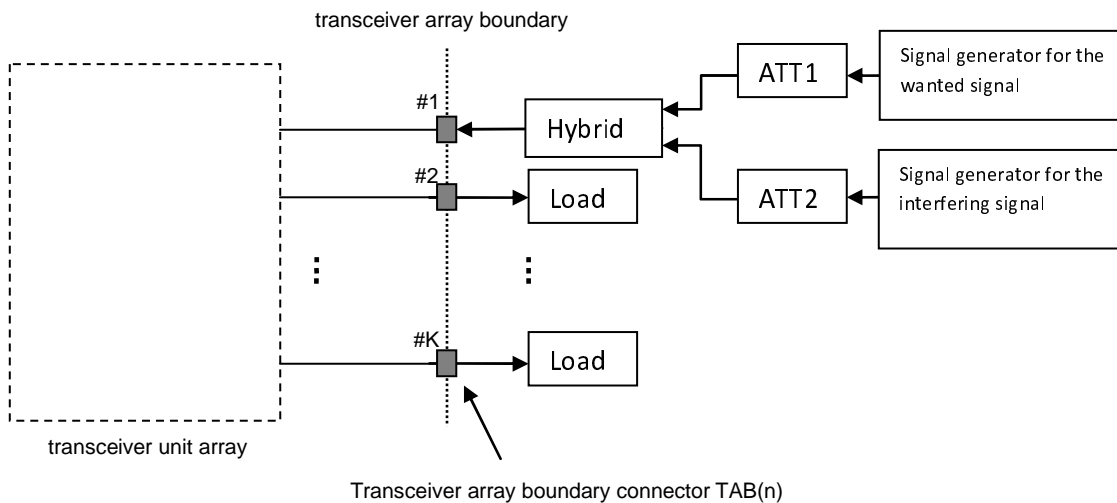 transceiver array boundary
#1
Hybrid
ATT1
Signal generator for the
wanted signal
#2
Load
ATT2
Signal generator for the
interfering signal
#K
Load
transceiver unit array
Transceiver array boundary connector TAB(n)